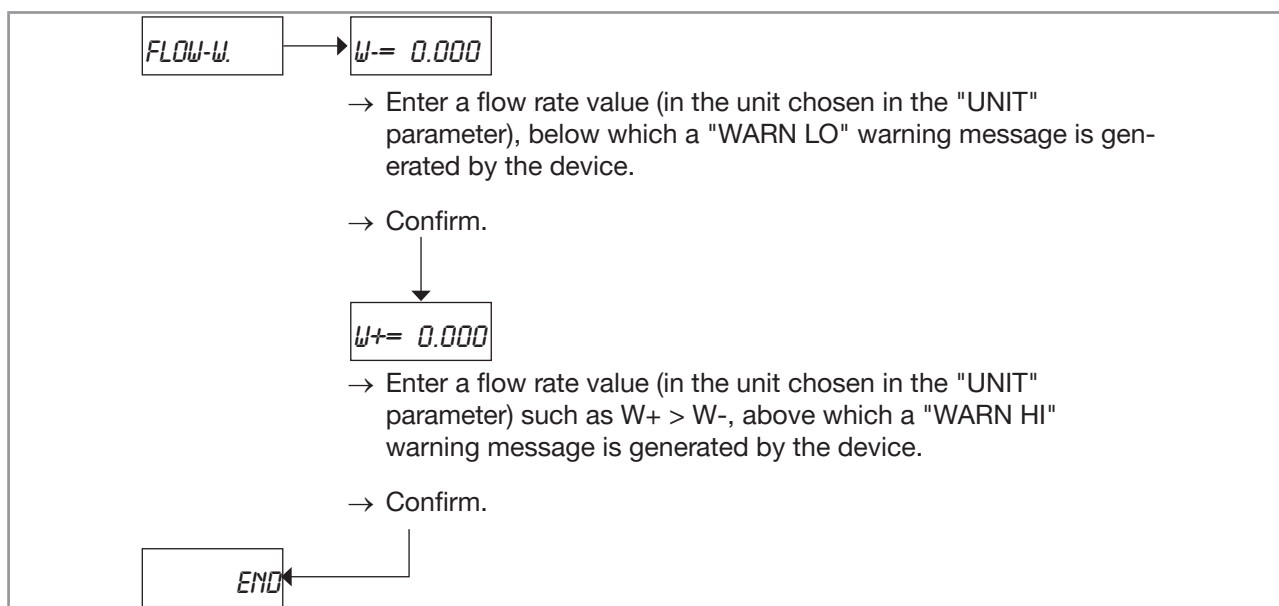 FLOW-W.
W-= 0.000
→ Enter a flow rate value (in the unit chosen in the "UNIT"
parameter), below which a "WARN LO" warning message is gen-
erated by the device.
→ Confirm.
W+= 0.000
→ Enter a flow rate value (in the unit chosen in the "UNIT"
parameter) such as W+ > W-, above which a "WARN HI"
warning message is generated by the device.
→ Confirm.
END